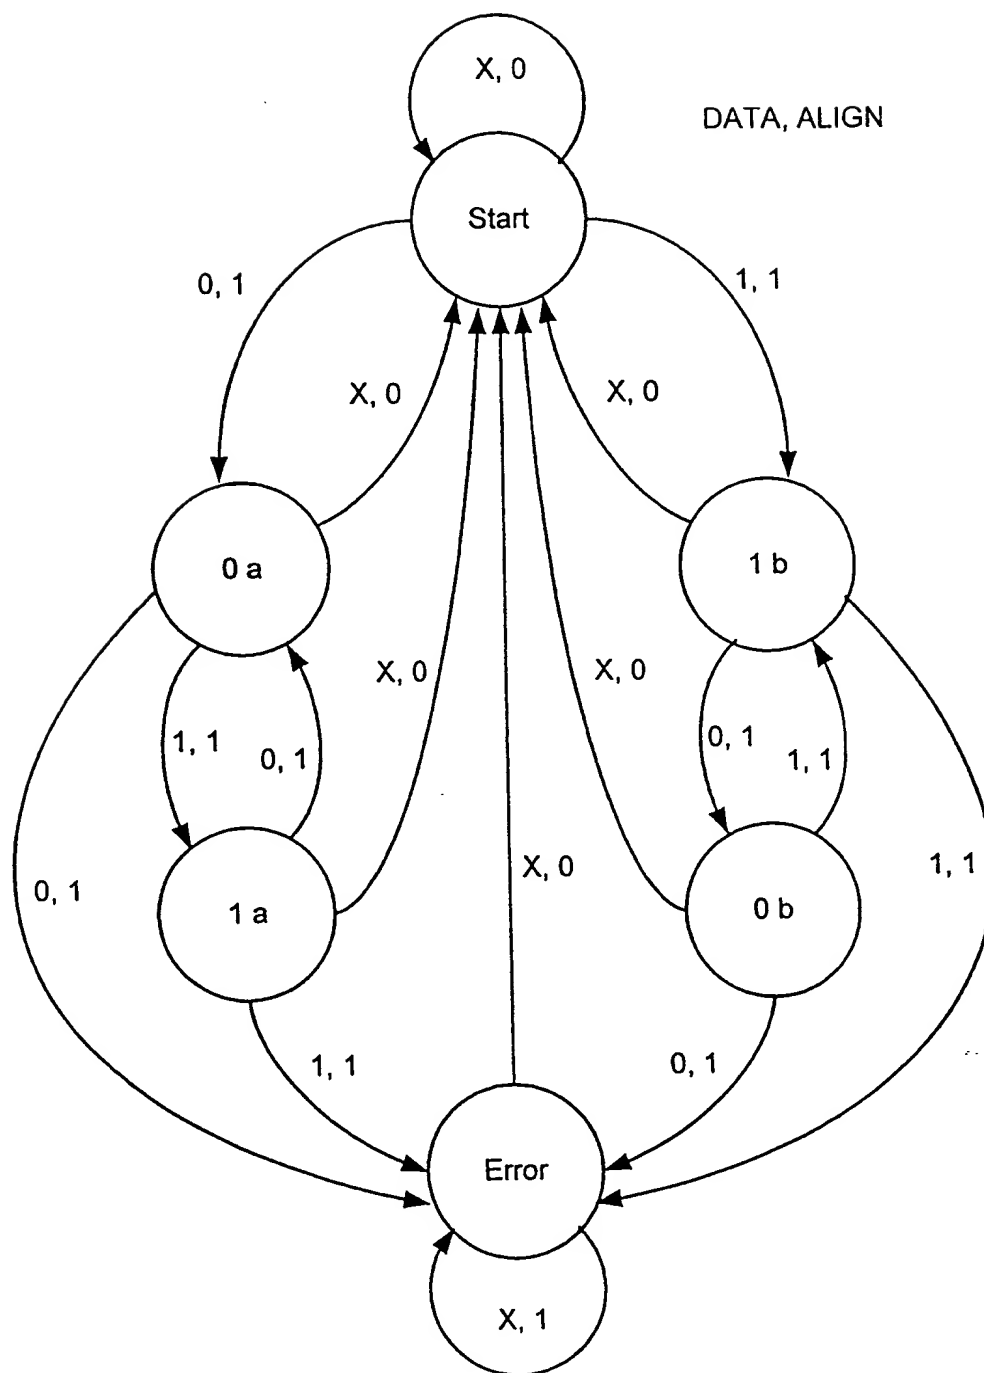 X, 0
DATA, ALIGN
Start
0, 1
1, 1
X, 0
X, 0
0 a
1 b
X, 0
X, 0
1, 1
0, 1
0, 1
1, 1
0, 1
X, 0
1, 1
1 a
0 b
1, 1
0, 1
Error
X, 1